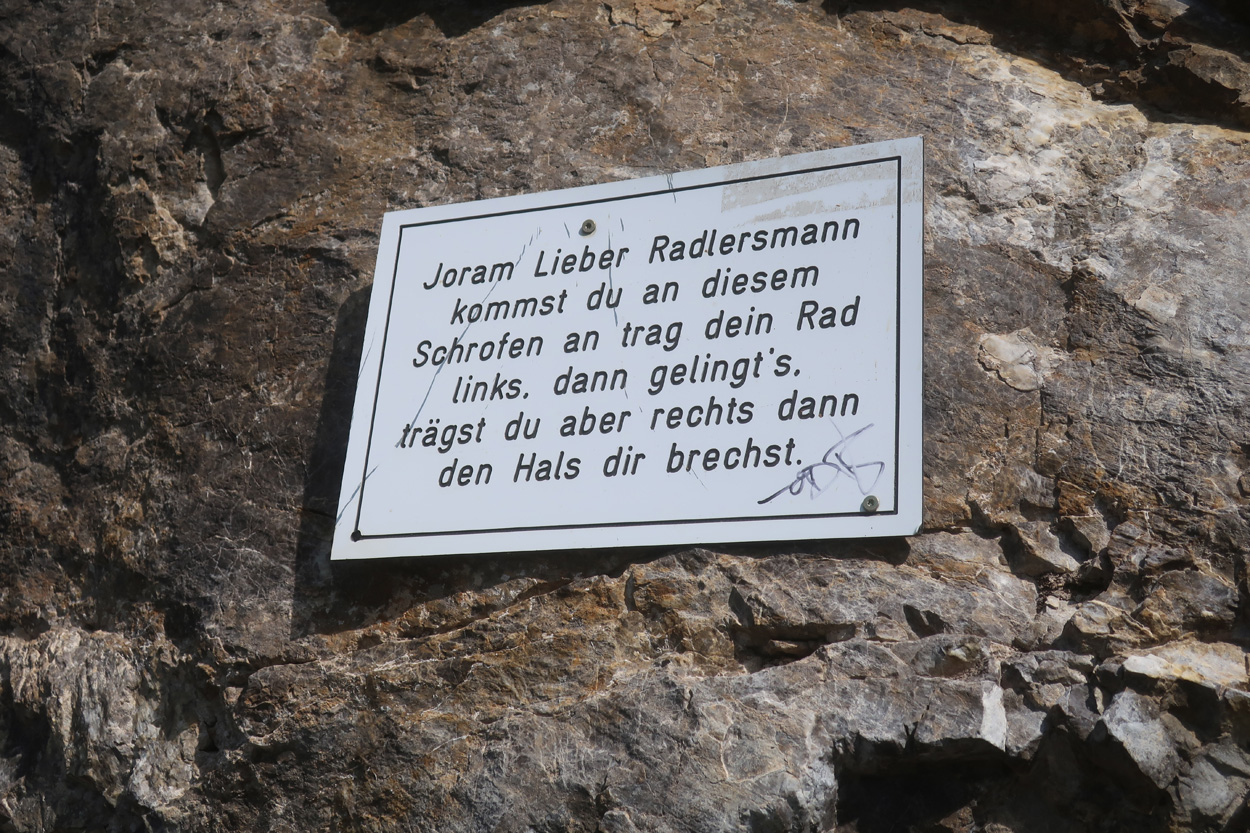 Joram Lieber Radlersmann
kommst du an diesem
Schrofen an trag dein Rad
links, dann gelingt's,
trägst du aber rechts dann
den Hals dir brechst.